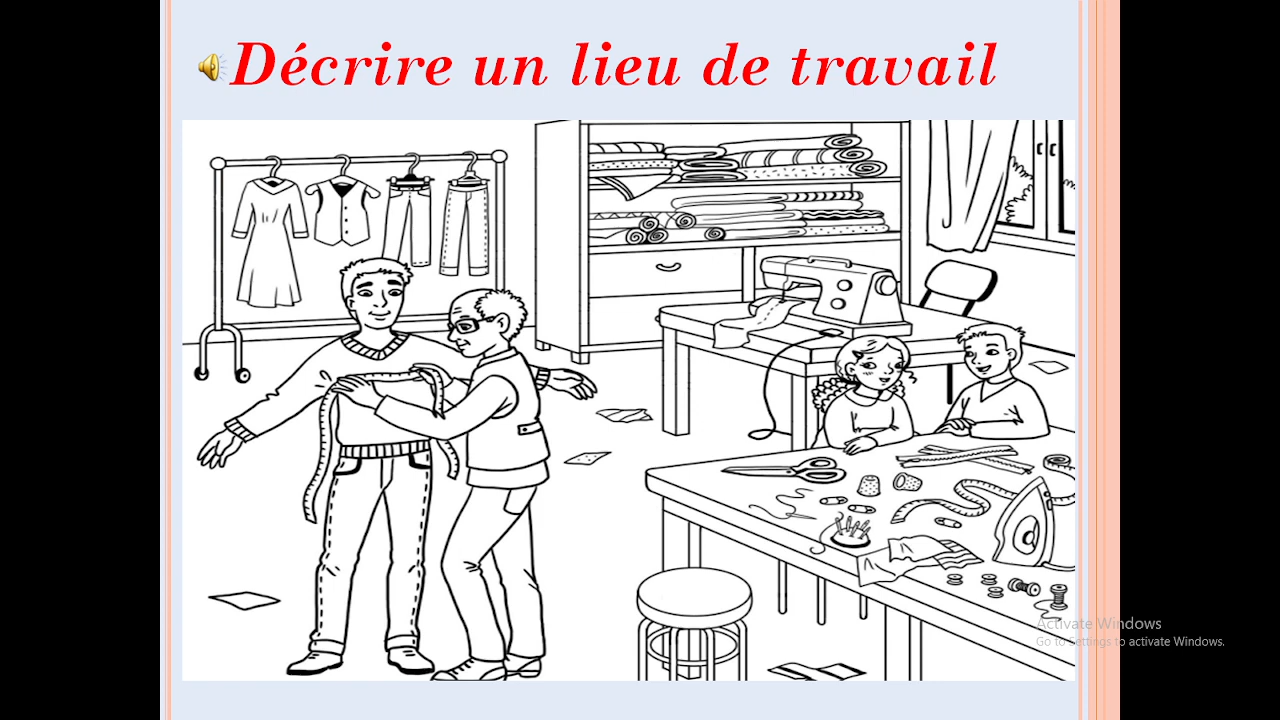 Décrire un lieu de travail
Activate Windows
Go to Settings to activate Windows.